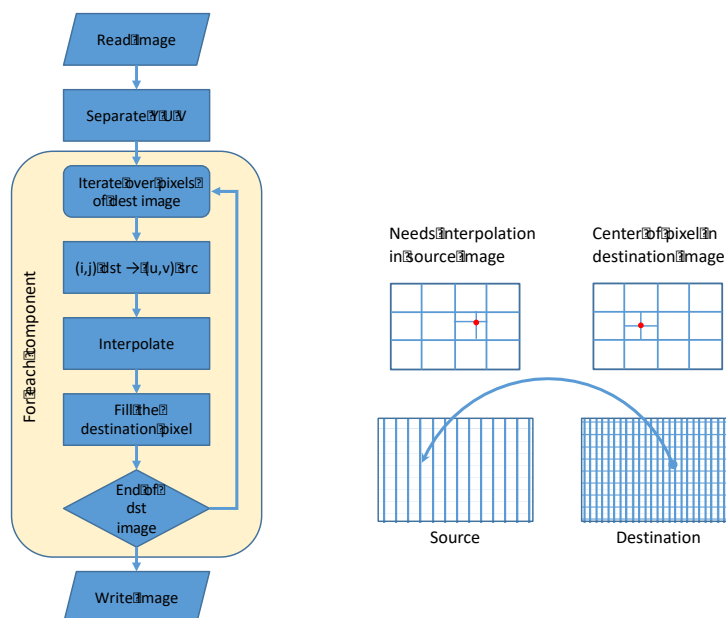 Read Image
Separate Y U V
Iterate over pixels
of dest image
(i,j) dst → (u,v) src
Interpolate
Fill the
destination pixel
End of
dst
image
Write Image
For each component
Needs interpolation
in source image
Center of pixel in
destination image
Source
Destination